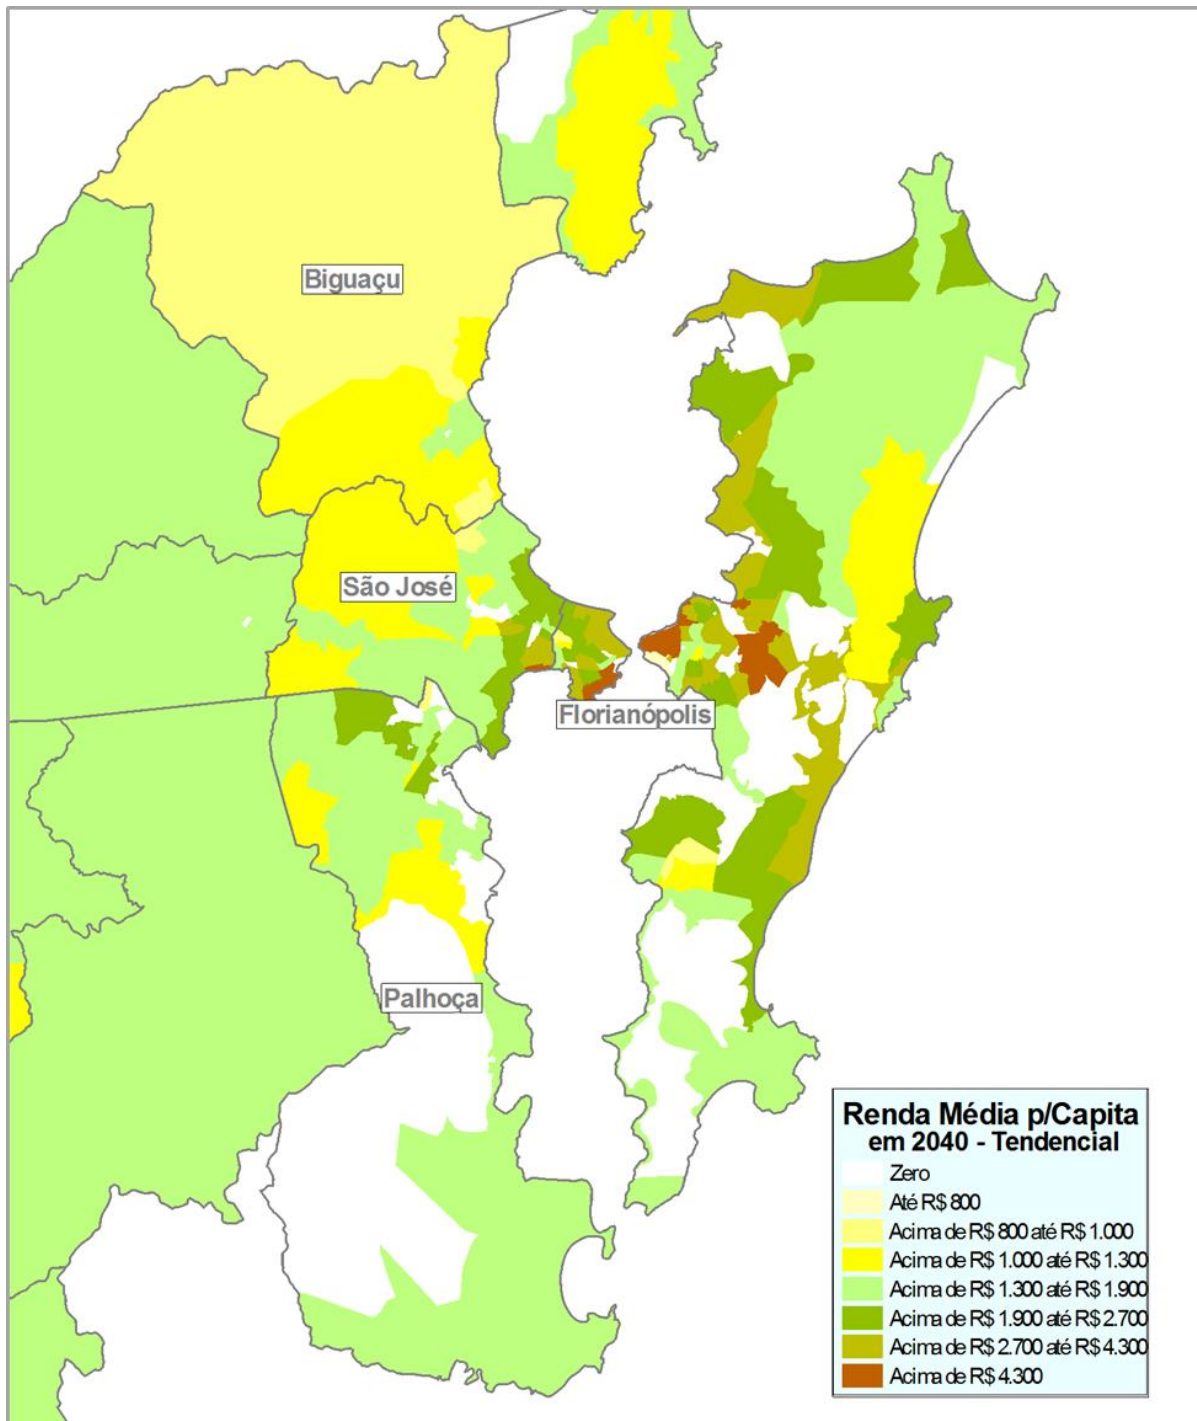 Biguaçu
São José
Florianópolis
Palhoça
Renda Média p/Capita
em 2040 - Tendencial
Zero
Até R$ 800
Acima de R$ 800 até R$ 1.000
Acima de R$ 1.000 até R$ 1.300
Acima de R$ 1.300 até R$ 1.900
Acima de R$ 1.900 até R$ 2.700
Acima de R$ 2.700 até R$ 4.300
Acima de R$ 4.300